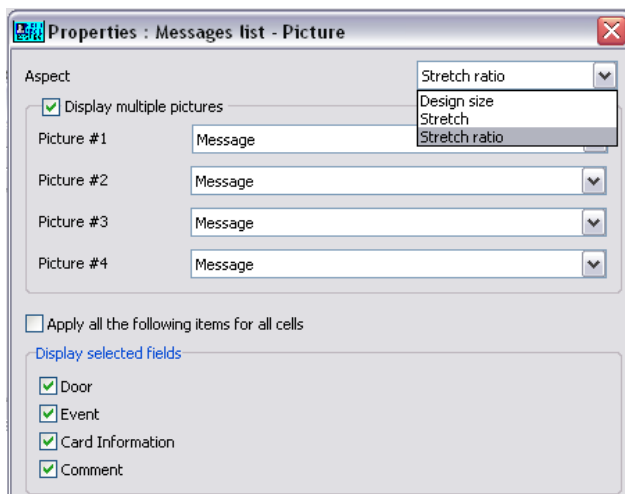 Properties : Messages list - Picture
Aspect
Stretch ratio
Design size
Stretch
Stretch ratio
Display multiple pictures
Picture #1 Message
Picture #2 Message
Picture #3 Message
Picture #4 Message
Apply all the following items for all cells
Display selected fields
Door
Event
Card Information
Comment